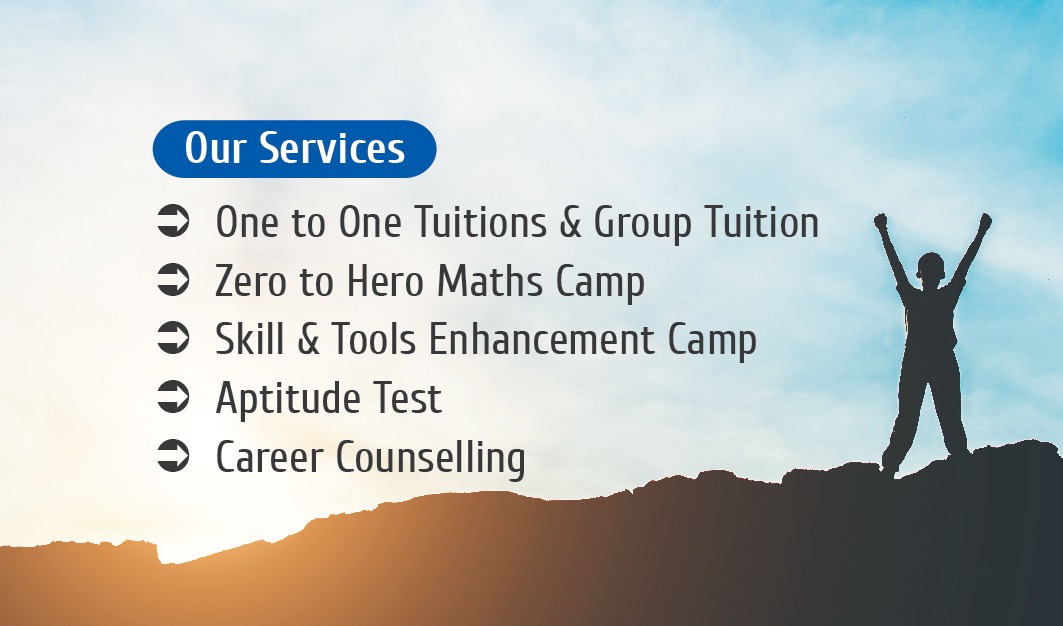 Our Services
One to One Tuitions & Group Tuition
Zero to Hero Maths Camp
Skill & Tools Enhancement Camp
Aptitude Test
Career Counselling